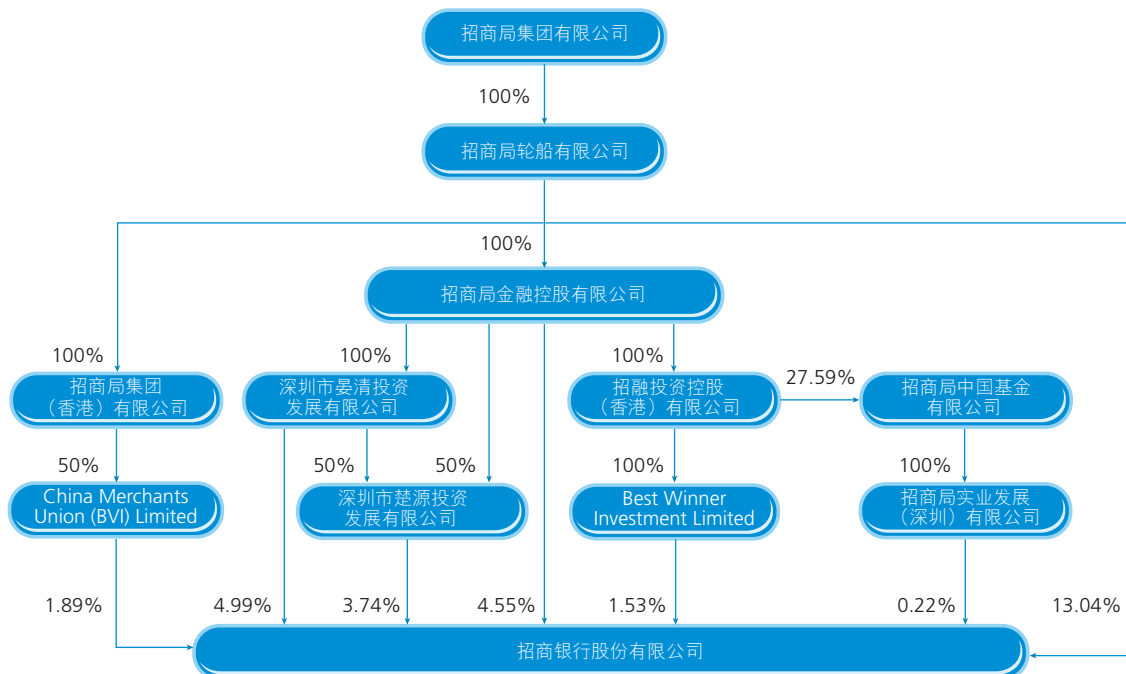 招商局集团有限公司
100%
招商局轮船有限公司
100%
招商局金融控股有限公司
100%
100%
100%
27.59%
招商局集团
（香港）有限公司
深圳市晏清投资
发展有限公司
招融投资控股
（香港）有限公司
招商局中国基金
有限公司
50%
50%
50%
100%
100%
China Merchants
Union (BVI) Limited
深圳市楚源投资
发展有限公司
Best Winner
Investment Limited
招商局实业发展
（深圳）有限公司
1.89%
4.99%
3.74%
4.55%
1.53%
0.22%
13.04%
招商银行股份有限公司